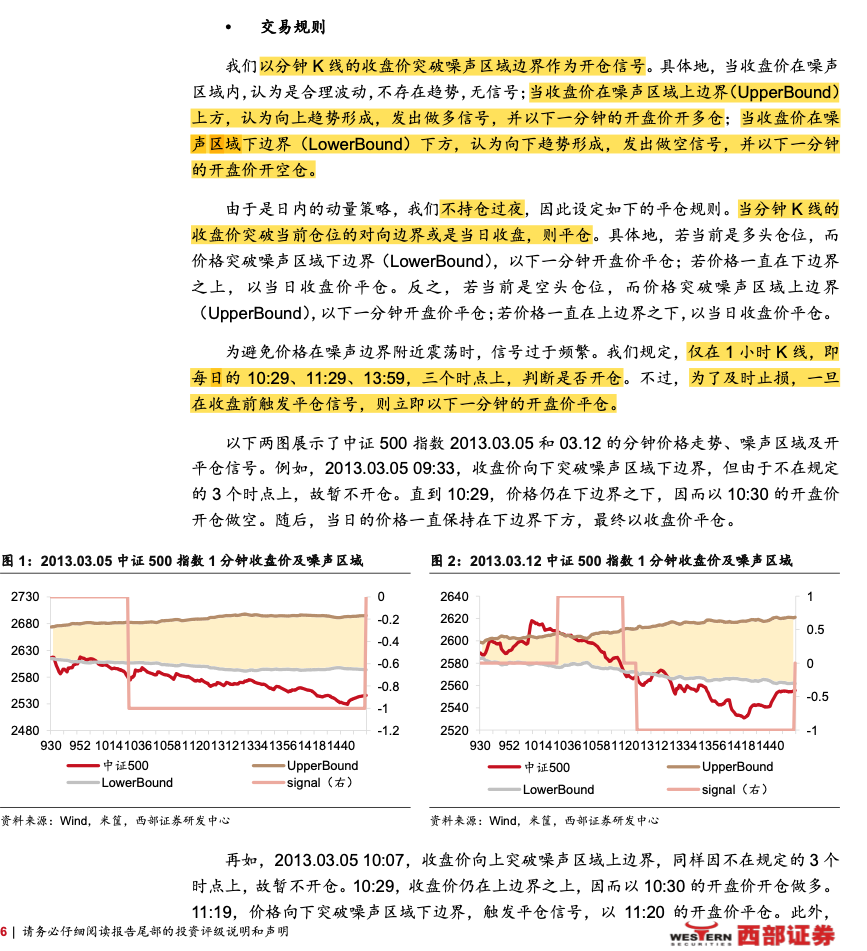 • 交易规则
我们以分钟 K 线的收盘价突破噪声区域边界作为开仓信号。具体地，当收盘价在噪声
区域内，认为是合理波动，不存在趋势，无信号；当收盘价在噪声区域上边界（UpperBound）
上方，认为向上趋势形成，发出做多信号，并以下一分钟的开盘价开多仓；当收盘价在噪
声区域下边界（LowerBound）下方，认为向下趋势形成，发出做空信号，并以下一分钟
的开盘价开空仓。
由于是日内的动量策略，我们不持仓过夜，因此设定如下的平仓规则。当分钟 K 线的
收盘价突破当前仓位的对向边界或是当日收盘，则平仓。具体地，若当前是多头仓位，而
价格突破噪声区域下边界（LowerBound），以下一分钟开盘价平仓；若价格一直在下边界
之上，以当日收盘价平仓。反之，若当前是空头仓位，而价格突破噪声区域上边界
（UpperBound），以下一分钟开盘价平仓；若价格一直在上边界之下，以当日收盘价平仓。
为避免价格在噪声边界附近震荡时，信号过于频繁。我们规定，仅在 1 小时 K 线，即
每日的 10:29、11:29、13:59，三个时点上，判断是否开仓。不过，为了及时止损，一旦
在收盘前触发平仓信号，则立即以下一分钟的开盘价平仓。
以下两图展示了中证 500 指数 2013.03.05 和 03.12 的分钟价格走势、噪声区域及开
平仓信号。例如，2013.03.05 09:33，收盘价向下突破噪声区域下边界，但由于不在规定
的 3 个时点上，故暂不开仓。直到 10:29，价格仍在下边界之下，因而以 10:30 的开盘价
开仓做空。随后，当日的价格一直保持在下边界下方，最终以收盘价平仓。
图 1：2013.03.05 中证 500 指数 1 分钟收盘价及噪声区域
2730
2680
2630
2580
2530
2480
0
-0.2
-0.4
-0.6
-0.8
-1
-1.2
930 952 1014 1036 1058 1120 1312 1334 1356 1418 1440
中证500 UpperBound
LowerBound signal（右）
资料来源：Wind，米筐，西部证券研发中心
图 2：2013.03.12 中证 500 指数 1 分钟收盘价及噪声区域
2640
2620
2600
2580
2560
2540
2520
1
0.5
0
-0.5
-1
930 952 1014 1036 1058 1120 1312 1334 1356 1418 1440
中证500 UpperBound
LowerBound signal（右）
资料来源：Wind，米筐，西部证券研发中心
再如，2013.03.05 10:07，收盘价向上突破噪声区域上边界，同样因不在规定的 3 个
时点上，故暂不开仓。10:29，收盘价仍在上边界之上，因而以 10:30 的开盘价开仓做多。
11:19，价格向下突破噪声区域下边界，触发平仓信号，以 11:20 的开盘价平仓。此外，
6 | 请务必仔细阅读报告尾部的投资评级说明和声明
WESTERN SECURITIES 西部证券